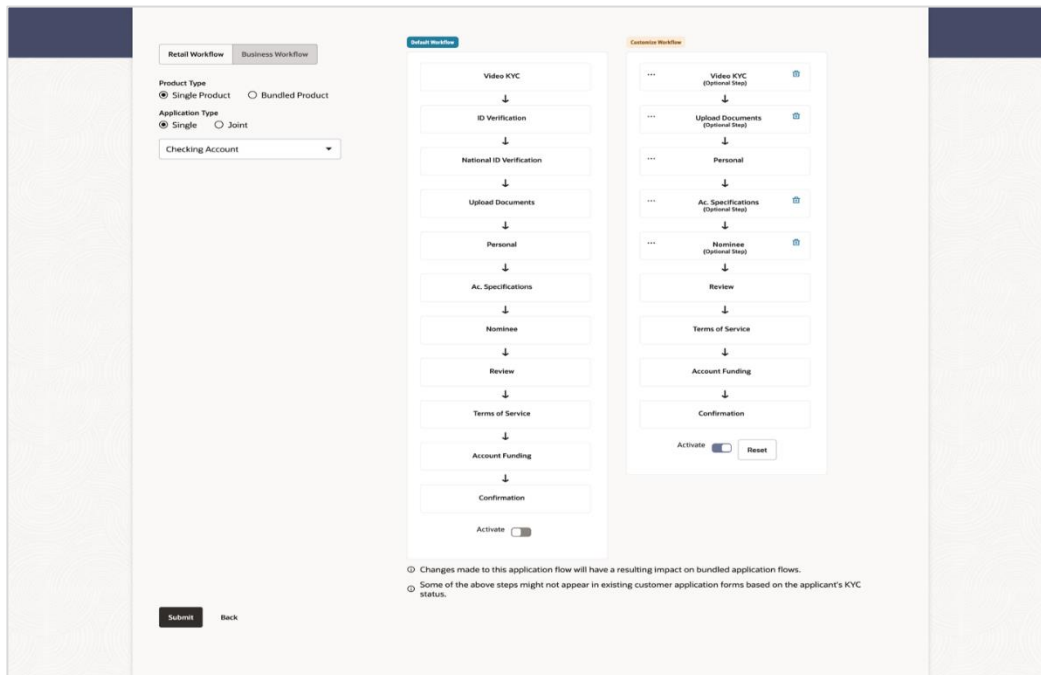 Retail Workflow
Business Workflow
Product Type
Single Product
Bundled Product
Application Type
Single
Joint
Checking Account
Default Workflow
Video KYC
ID Verification
National ID Verification
Upload Documents
Personal
Ac. Specifications
Nominee
Review
Terms of Service
Account Funding
Confirmation
Activate
Customize Workflow
Video KYC
(Optional Step)
Upload Documents
(Optional Step)
Personal
Ac. Specifications
(Optional Step)
Nominee
(Optional Step)
Review
Terms of Service
Account Funding
Confirmation
Activate
Reset
Changes made to this application flow will have a resulting impact on bundled application flows.
Some of the above steps might not appear in existing customer application forms based on the applicant's KYC
status.
Submit
Back